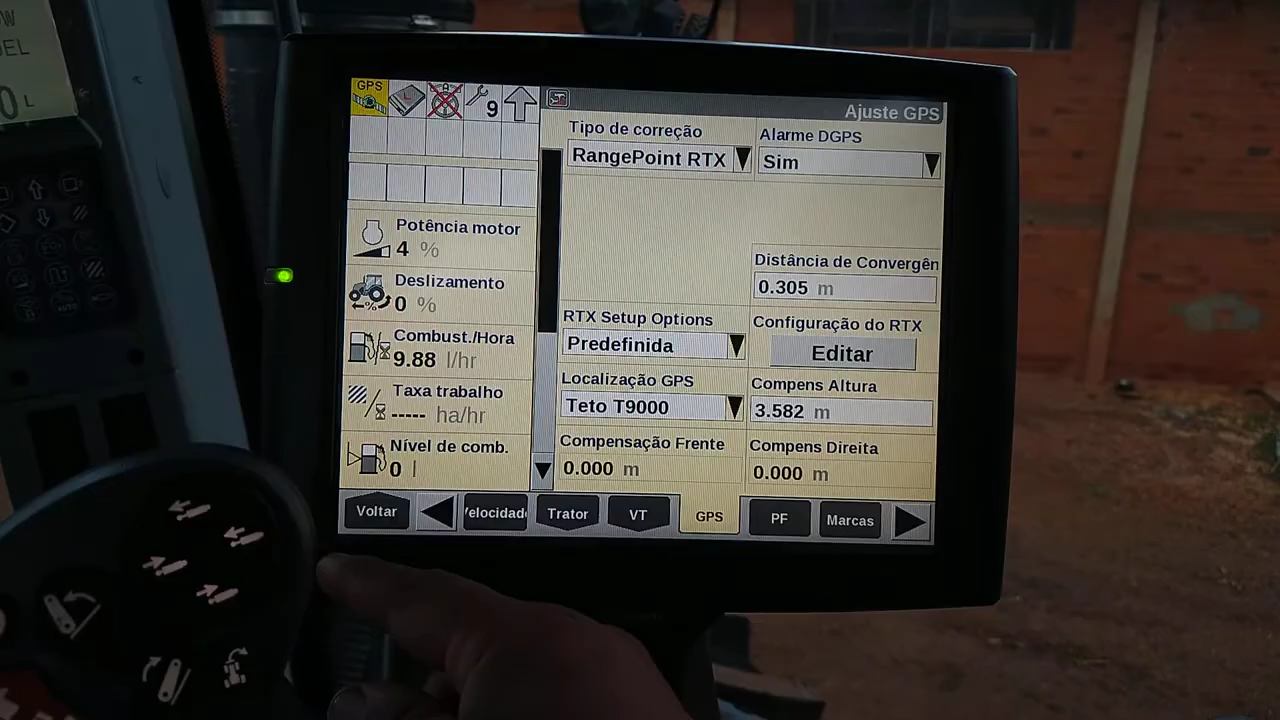 GPS
9
Ajuste GPS
Tipo de correção
RangePoint RTX
Alarme DGPS
Sim
Distância de Convergên
0.305 m
RTX Setup Options
Predefinida
Configuração do RTX
Editar
Localização GPS
Teto T9000
Compens Altura
3.582 m
Compensação Frente
0.000 m
Compens Direita
0.000 m
Potência motor
4 %
Deslizamento
0 %
Combust./Hora
9.88 l/hr
Taxa trabalho
----- ha/hr
Nível de comb.
0 l
Voltar
elocidad
Trator
VT
GPS
PF
Marcas
L